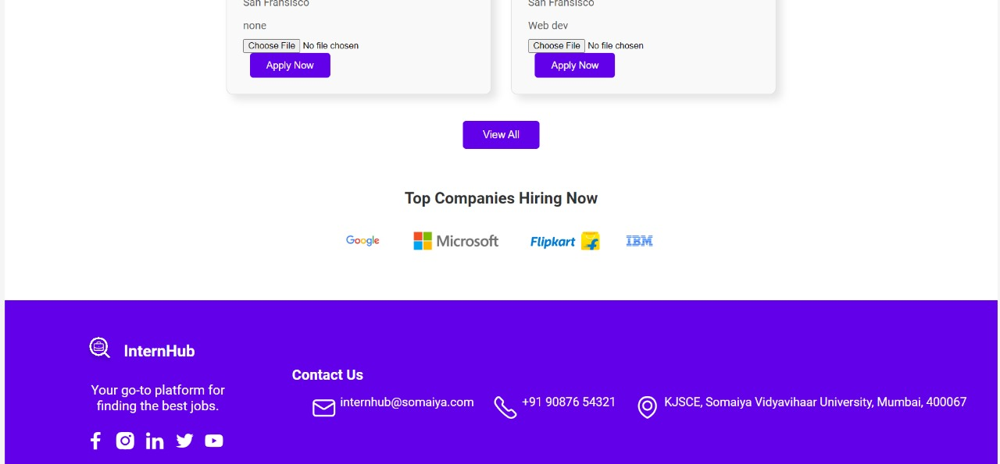 San Fransisco
San Fransisco
none
Web dev
Choose File No file chosen
Choose File No file chosen
Apply Now
Apply Now
View All
Top Companies Hiring Now
Google
Microsoft
Flipkart
IBM
InternHub
Your go-to platform for
finding the best jobs.
Contact Us
internhub@somaiya.com
+91 90876 54321
KJSCE, Somaiya Vidyavihaar University, Mumbai, 400067